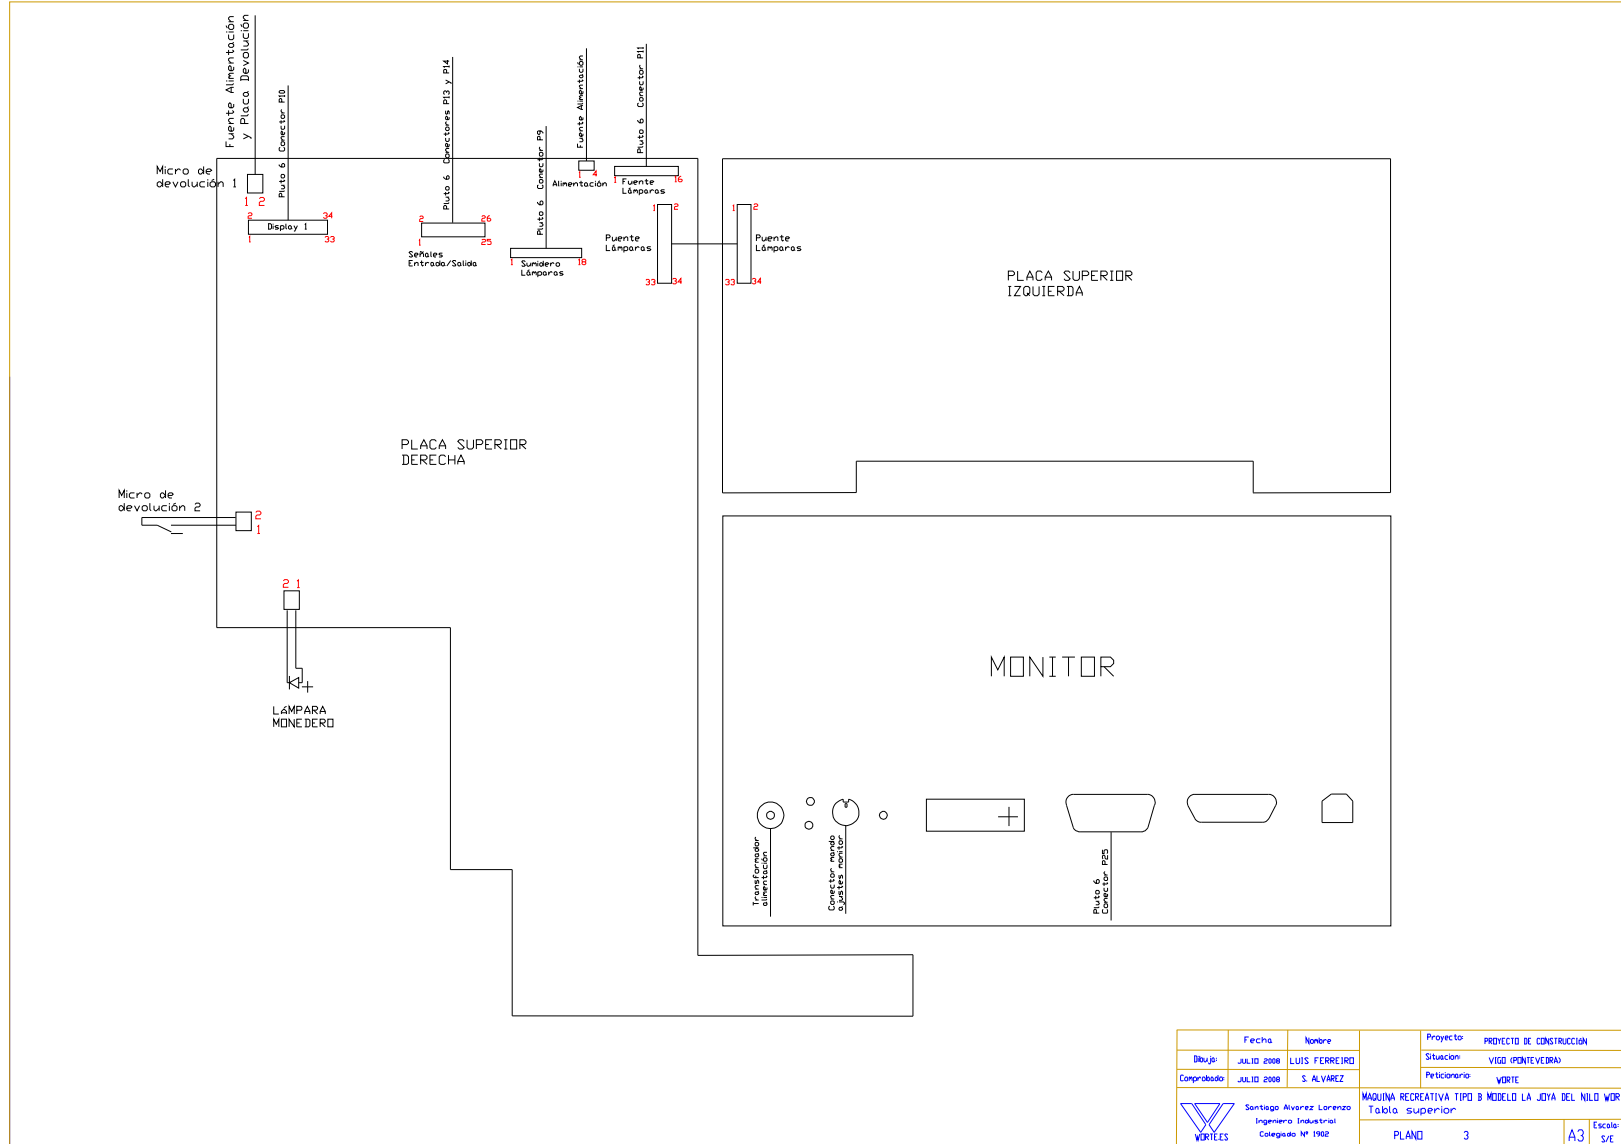 Fuente Alimentación
y Placa Devolución
Pluto 6  Conector P10
Pluto 6  Conectores P13 y P14
Pluto 6  Conector P9
Fuente Alimentación
Pluto 6  Conector P11
Micro de
devolución 1
1 2
2 34
Display 1
1 33
2 26
1 25
Señales
Entrada/Salida
1 18
Sumidero
Lámparas
1 4
Alimentación
1 16
Fuente
Lámparas
1 2
Puente
Lámparas
33 34
1 2
Puente
Lámparas
33 34
PLACA SUPERIOR
IZQUIERDA
PLACA SUPERIOR
DERECHA
Micro de
devolución 2
2
1
2 1
+
LáMPARA
MONEDERO
MONITOR
Transformador
alimentación
Conector mando
ajustes monitor
Pluto 6
Conector P25
Fecha Nombre
Dibuja: JULIO 2008 LUIS FERREIRO
Comprobado: JULIO 2008 S. ALVAREZ
WORTE.ES
Santiago Alvarez Lorenzo
Ingeniero Industrial
Colegiado Nº 1902
Proyecto: PROYECTO DE CONSTRUCCIóN
Situacion: VIGO (PONTEVEDRA)
Peticionario: WORTE
MAQUINA RECREATIVA TIPO B MODELO LA JOYA DEL NILO WOR
Tabla superior
PLANO 3
A3
Escala:
S/E